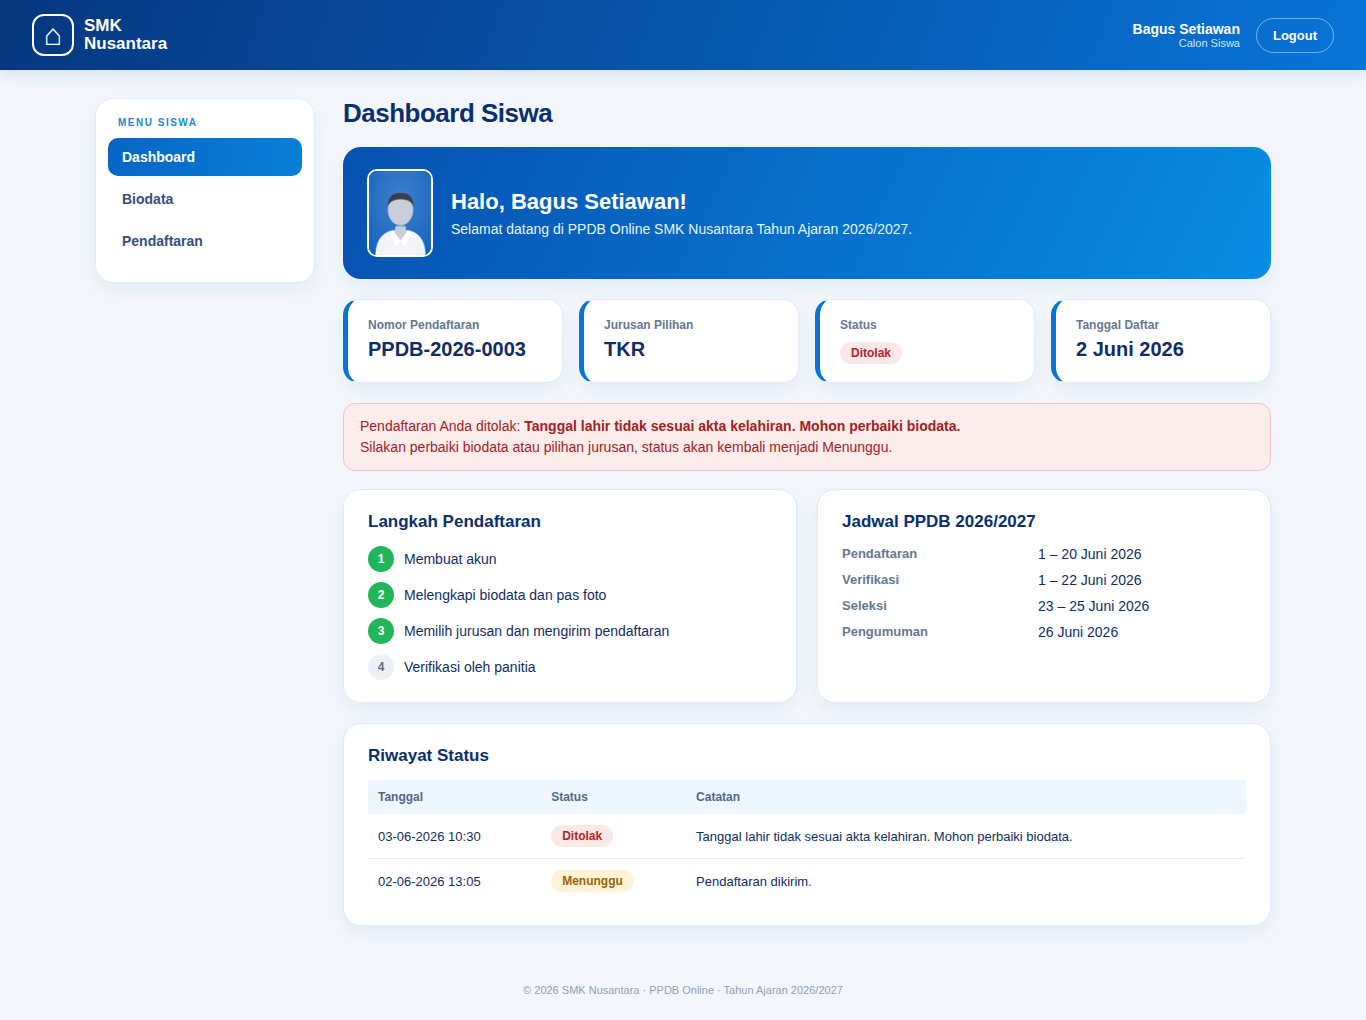 SMK
Nusantara
Bagus Setiawan
Calon Siswa
Logout
MENU SISWA
Dashboard
Biodata
Pendaftaran
Dashboard Siswa
Halo, Bagus Setiawan!
Selamat datang di PPDB Online SMK Nusantara Tahun Ajaran 2026/2027.
Nomor Pendaftaran
PPDB-2026-0003
Jurusan Pilihan
TKR
Status
Ditolak
Tanggal Daftar
2 Juni 2026
Pendaftaran Anda ditolak: Tanggal lahir tidak sesuai akta kelahiran. Mohon perbaiki biodata.
Silakan perbaiki biodata atau pilihan jurusan, status akan kembali menjadi Menunggu.
Langkah Pendaftaran
1 Membuat akun
2 Melengkapi biodata dan pas foto
3 Memilih jurusan dan mengirim pendaftaran
4 Verifikasi oleh panitia
Jadwal PPDB 2026/2027
Pendaftaran 1 – 20 Juni 2026
Verifikasi 1 – 22 Juni 2026
Seleksi 23 – 25 Juni 2026
Pengumuman 26 Juni 2026
Riwayat Status
Tanggal Status Catatan
03-06-2026 10:30 Ditolak Tanggal lahir tidak sesuai akta kelahiran. Mohon perbaiki biodata.
02-06-2026 13:05 Menunggu Pendaftaran dikirim.
© 2026 SMK Nusantara · PPDB Online · Tahun Ajaran 2026/2027